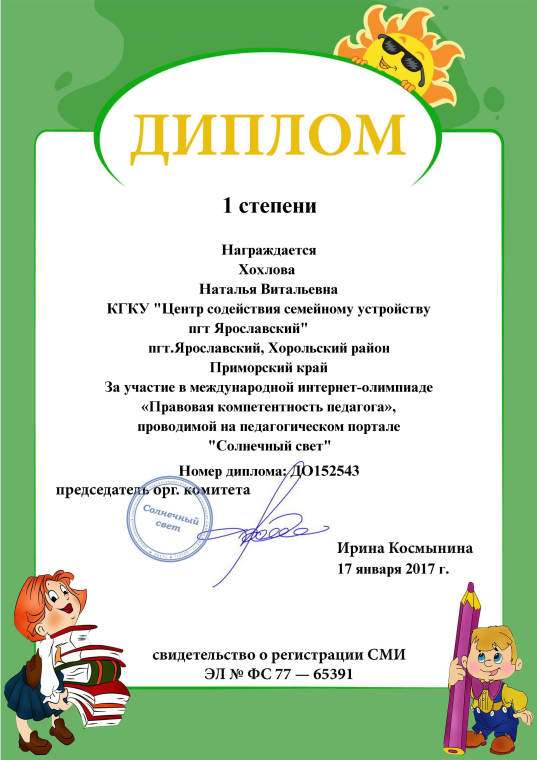 ДИПЛОМ
1 степени
Награждается
Хохлова
Наталья Витальевна
КГКУ "Центр содействия семейному устройству
пгт Ярославский"
пгт.Ярославский, Хорольский район
Приморский край
За участие в международной интернет-олимпиаде
«Правовая компетентность педагога»,
проводимой на педагогическом портале
"Солнечный свет"
Номер диплома: ДО152543
председатель орг. комитета
Солнечный
свет
Ирина Космынина
17 января 2017 г.
свидетельство о регистрации СМИ
ЭЛ № ФС 77 — 65391